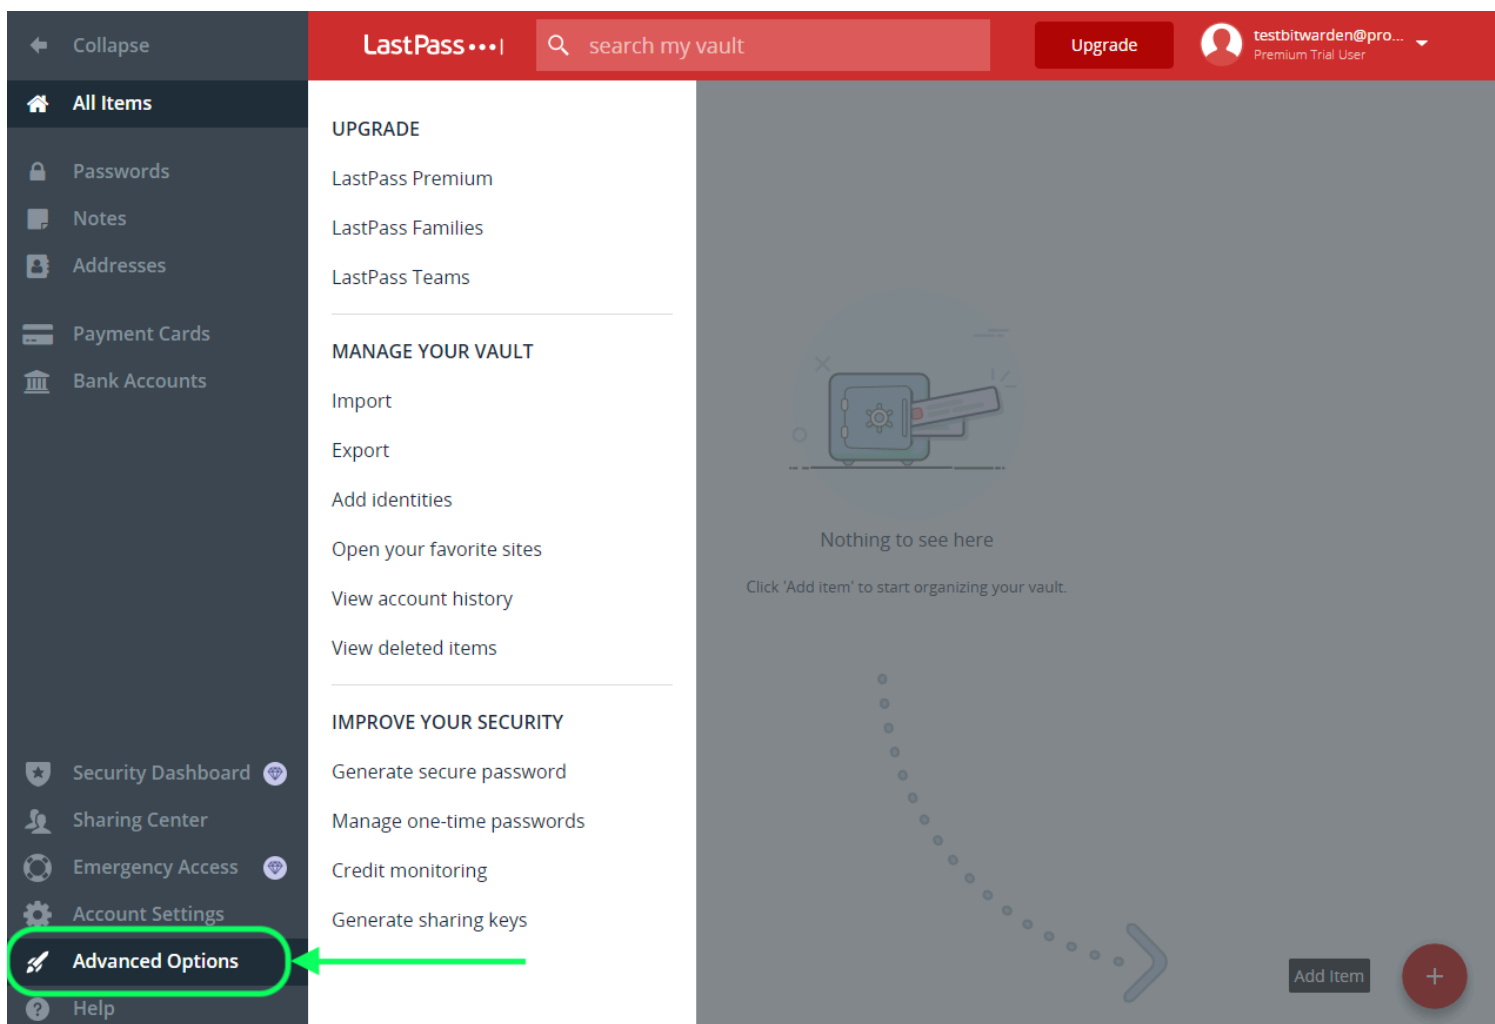 Collapse
LastPass
search my vault
Upgrade
testbitwarden@pro...
Premium Trial User
All Items
Passwords
Notes
Addresses
Payment Cards
Bank Accounts
Security Dashboard
Sharing Center
Emergency Access
Account Settings
Advanced Options
Help
UPGRADE
LastPass Premium
LastPass Families
LastPass Teams
MANAGE YOUR VAULT
Import
Export
Add identities
Open your favorite sites
View account history
View deleted items
IMPROVE YOUR SECURITY
Generate secure password
Manage one-time passwords
Credit monitoring
Generate sharing keys
Nothing to see here
Click 'Add item' to start organizing your vault.
Add Item